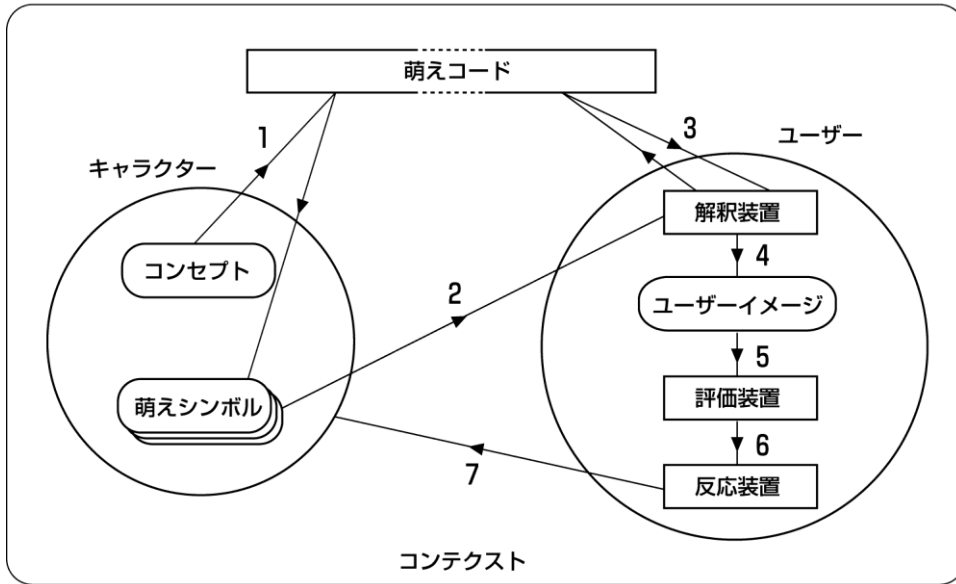 萌えコード
1
3
ユーザー
キャラクター
解釈装置
コンセプト
4
2
ユーザーイメージ
5
萌えシンボル
評価装置
6
7
反応装置
コンテクスト